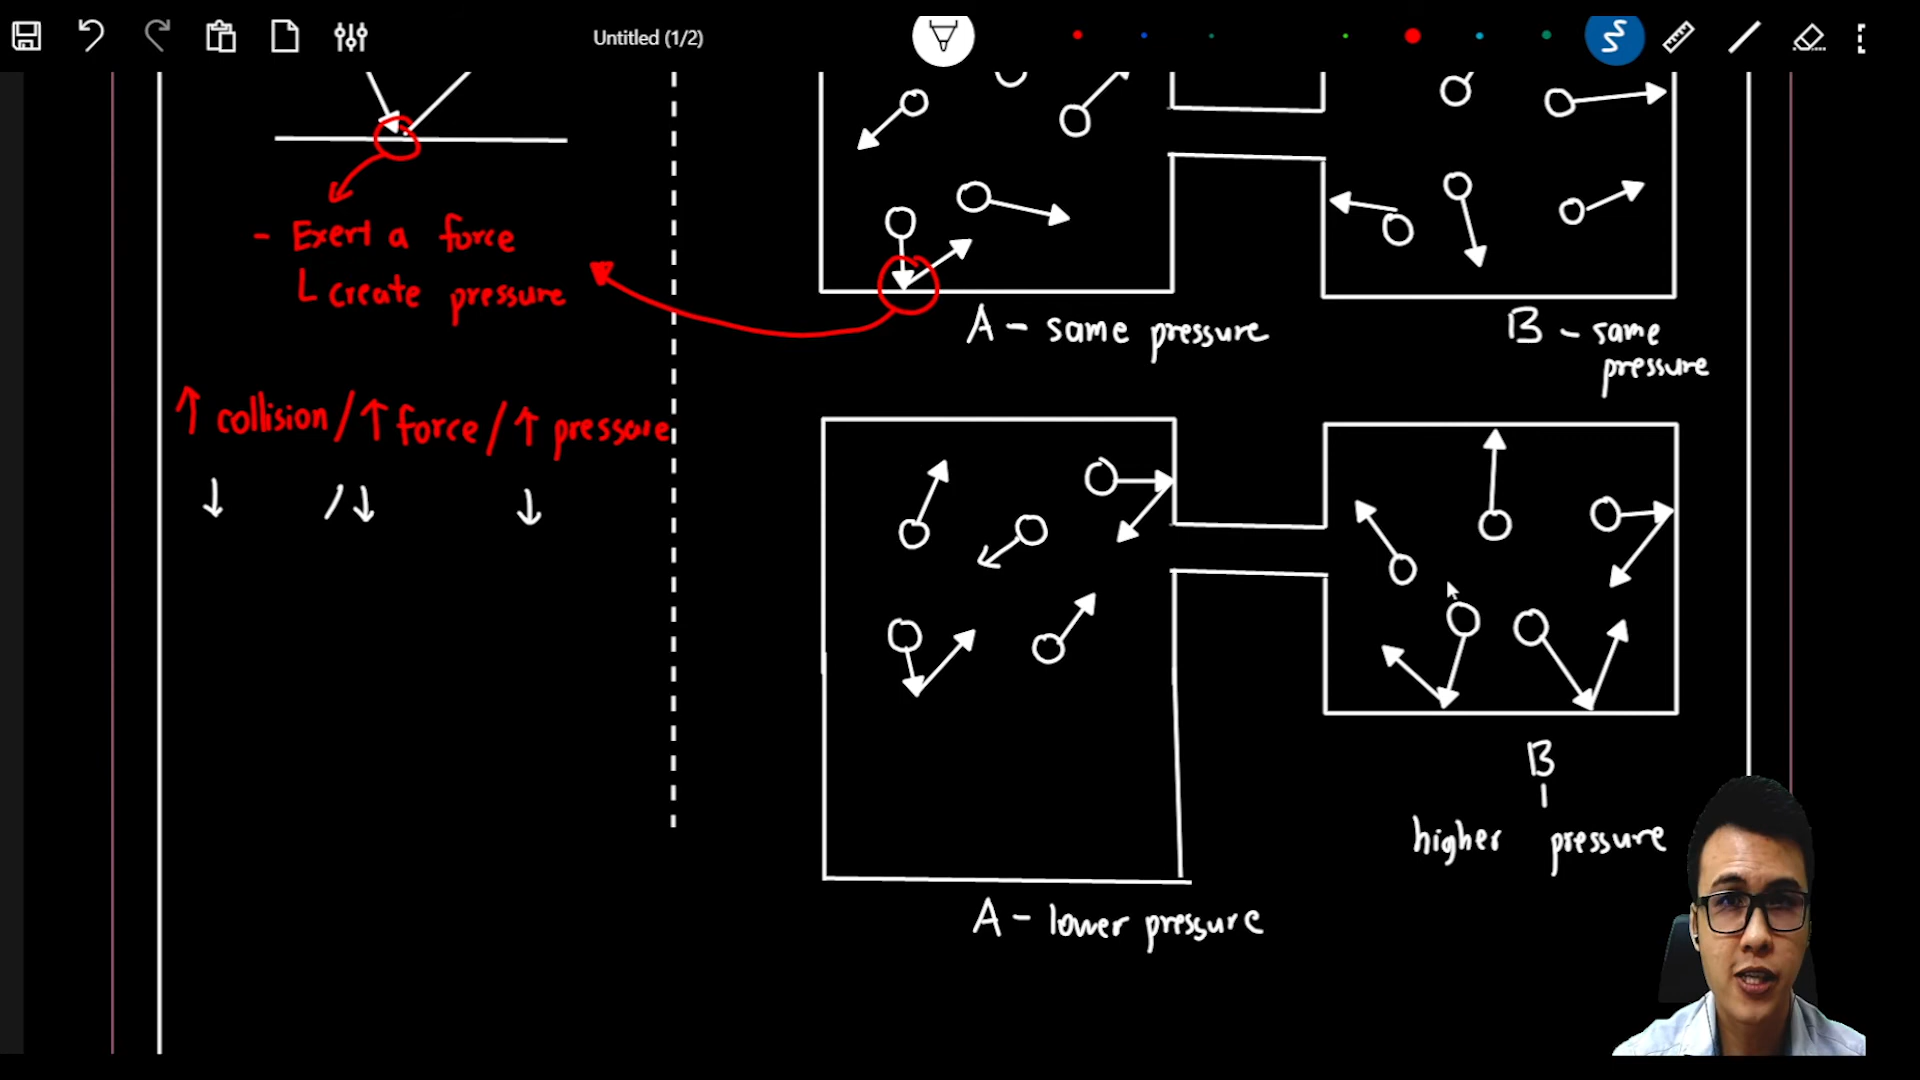 Untitled (1/2)
- Exert a force
L create pressure
A - same pressure
B - same
pressure
↑ collision / ↑ force / ↑ pressure
↓ / ↓ ↓
B
higher pressure
A - lower pressure